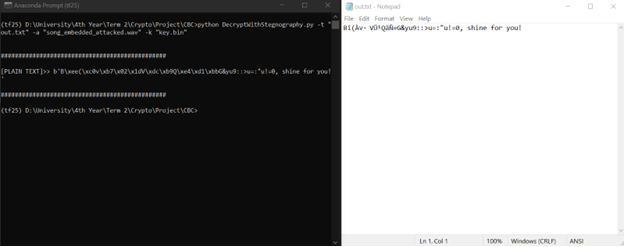 Anaconda Prompt (tf25)
(tf25) D:\University\4th Year\Term 2\Crypto\Project\CBC>python DecryptWithStegnography.py -t "
out.txt" -a "song_embedded_attacked.wav" -k "key.bin"
##############################################
[PLAIN TEXT]>> b'B\xee(\xc0v\xb7\x02\x1dV\xdc\xb9Q\xe4\xd1\xbbG&yu9::>u=:"u!=0, shine for you!
'
##############################################
(tf25) D:\University\4th Year\Term 2\Crypto\Project\CBC>
out.txt - Notepad
File Edit Format View Help
Bî(Àv· VÜ¹QäÑ»G&yu9::>u=:"u!=0, shine for you!
Ln 1, Col 1
100%
Windows (CRLF)
ANSI